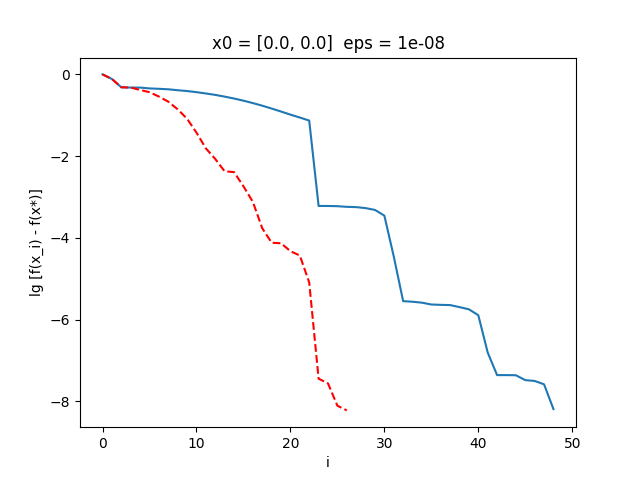 x0 = [0.0, 0.0]  eps = 1e-08
lg [f(x_i) - f(x*)]
0
−2
−4
−6
−8
0 10 20 30 40 50
i